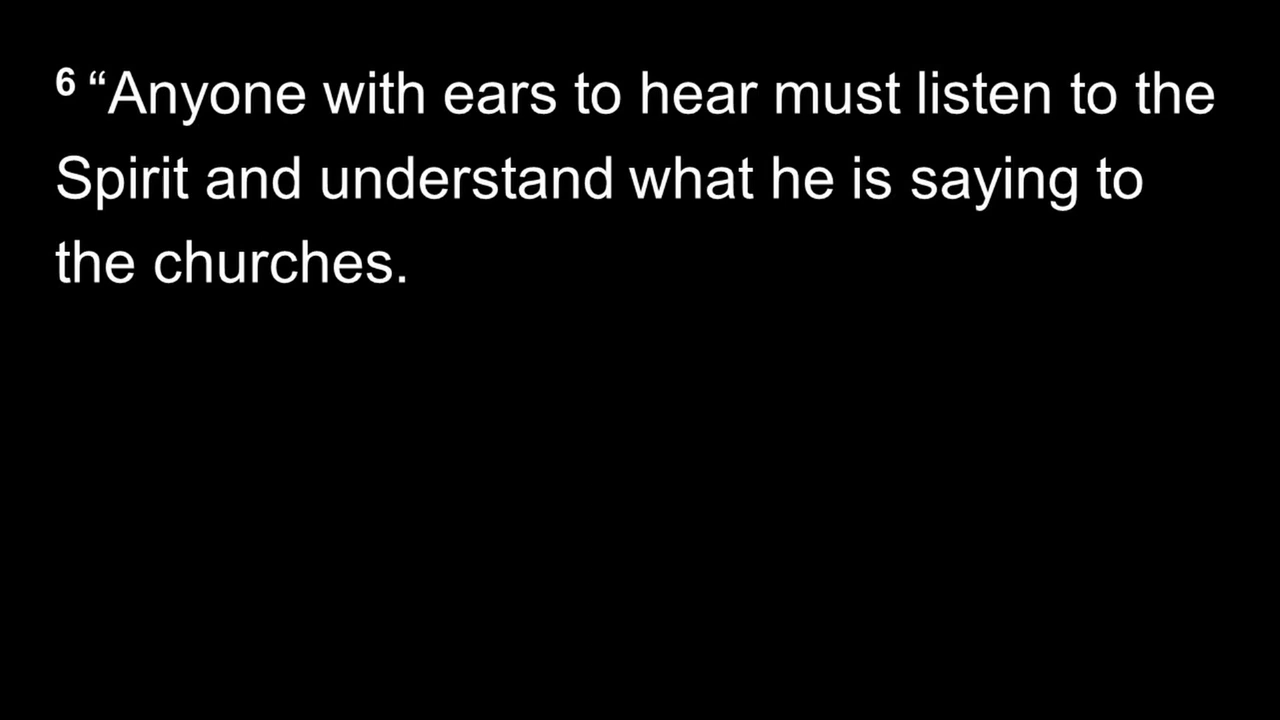 6 “Anyone with ears to hear must listen to the
Spirit and understand what he is saying to
the churches.